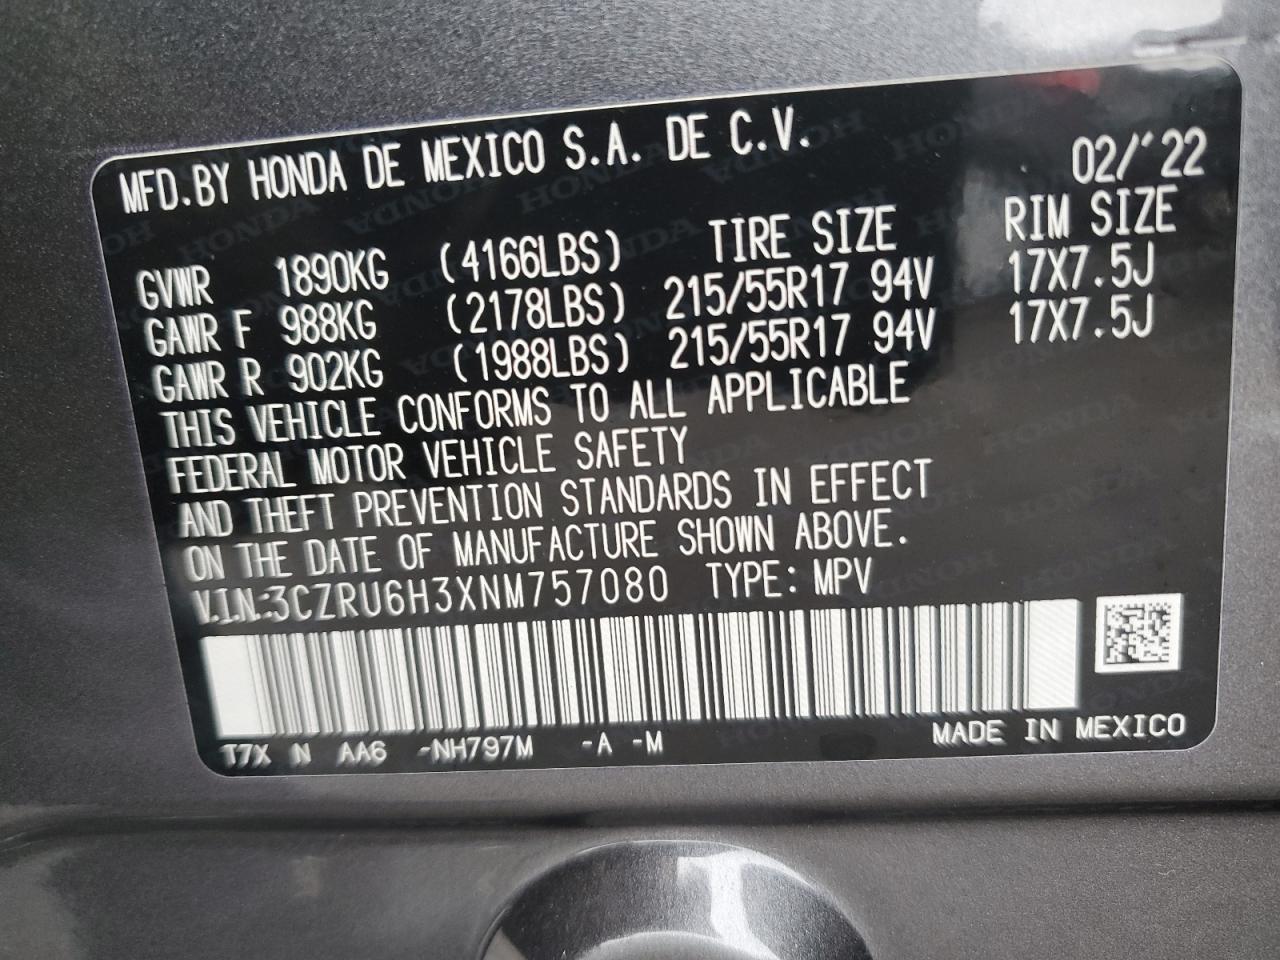 MFD.BY HONDA DE MEXICO S.A. DE C.V. 02/'22
TIRE SIZE RIM SIZE
GVWR 1890KG (4166LBS)
GAWR F 988KG (2178LBS) 215/55R17 94V 17X7.5J
GAWR R 902KG (1988LBS) 215/55R17 94V 17X7.5J
THIS VEHICLE CONFORMS TO ALL APPLICABLE
FEDERAL MOTOR VEHICLE SAFETY
AND THEFT PREVENTION STANDARDS IN EFFECT
ON THE DATE OF MANUFACTURE SHOWN ABOVE.
V.I.N:3CZRU6H3XNM757080 TYPE: MPV
T7X N AA6 -NH797M -A -M MADE IN MEXICO